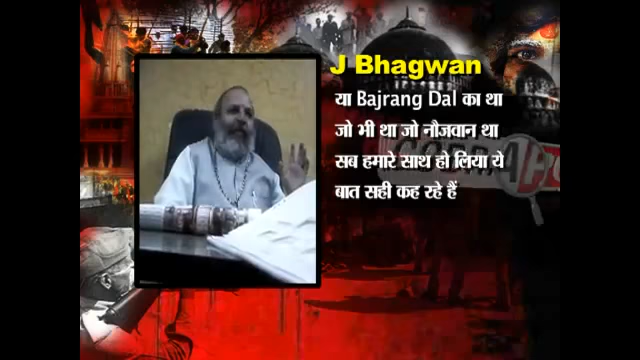 J Bhagwan
या Bajrang Dal का था
जो भी था जो नौजवान था
सब हमारे साथ हो लिया ये
बात सही कह रहे हैं